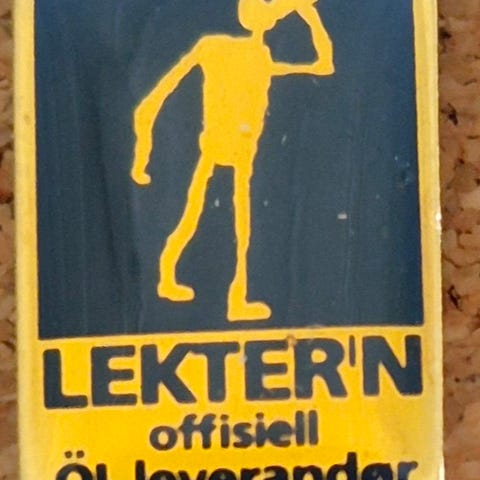 LEKTER'N
offisiell
ÖL leverandør